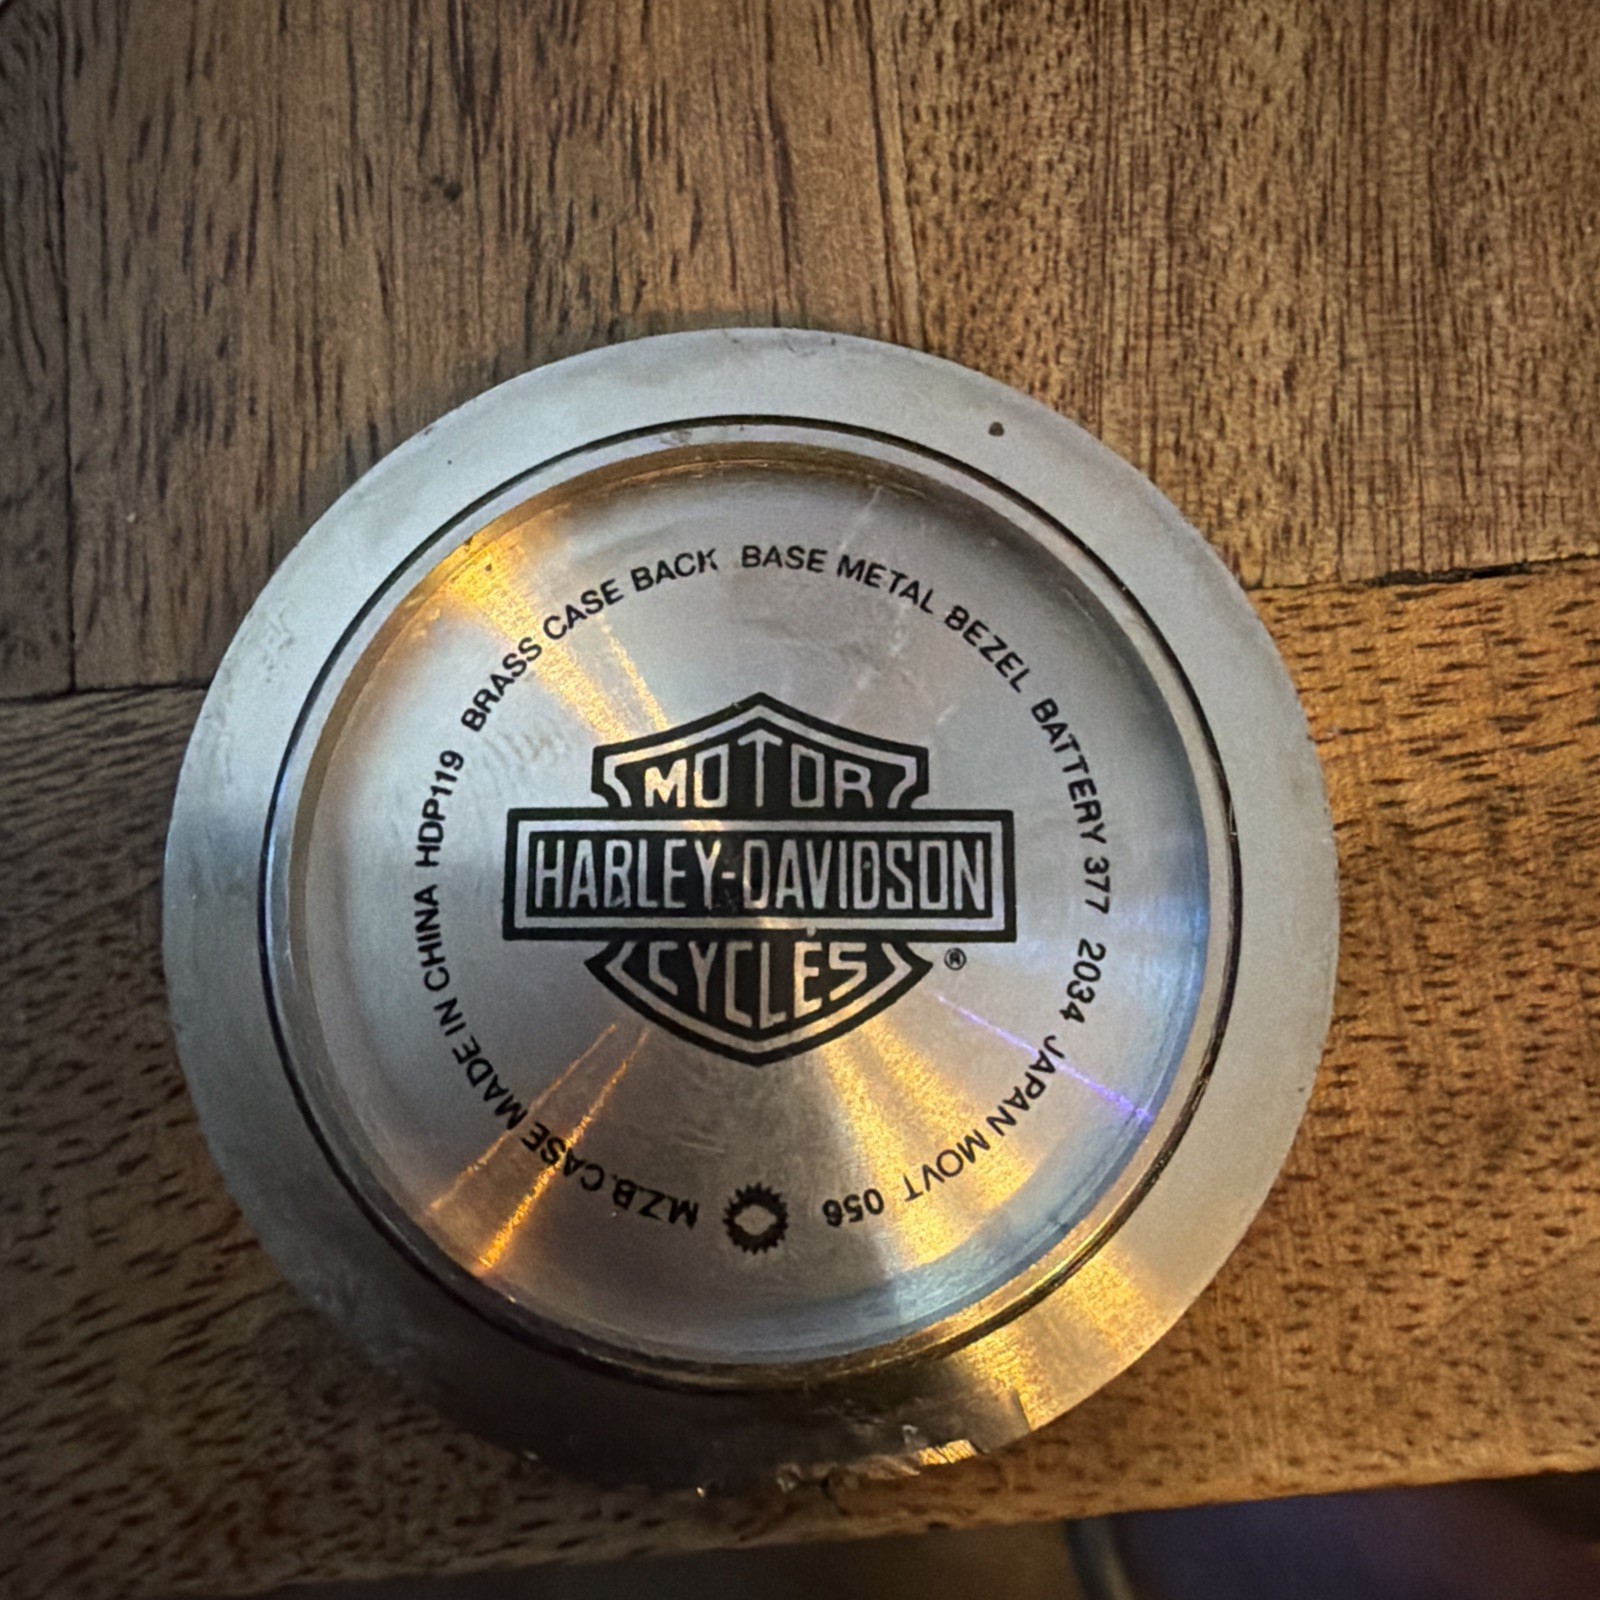 BRASS CASE BACK BASE METAL BEZEL BATTERY 377 2034 JAPAN MOVT 056
M.Z.B. CASE MADE IN CHINA HDP119
MOTOR
HARLEY-DAVIDSON
CYCLES
®